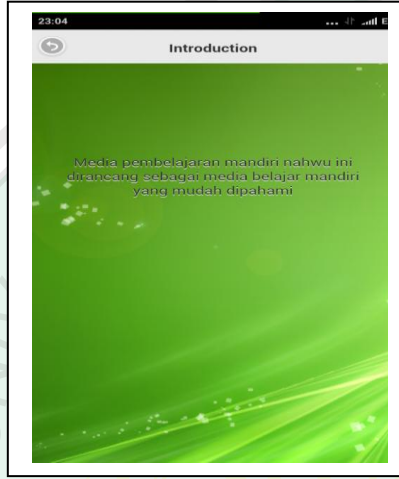 23:04
... E
Introduction
Media pembelajaran mandiri nahwu ini
dirancang sebagai media belajar mandiri
yang mudah dipahami